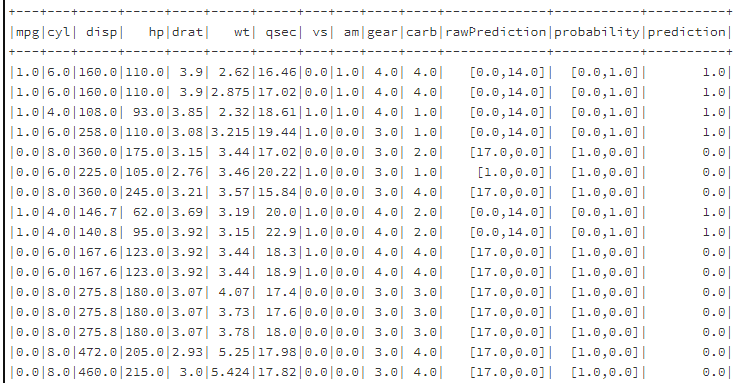 +---+---+-----+-----+----+-----+-----+---+---+----+----+-------------+-----------+----------+
|mpg|cyl| disp|   hp|drat|   wt| qsec| vs| am|gear|carb|rawPrediction|probability|prediction|
+---+---+-----+-----+----+-----+-----+---+---+----+----+-------------+-----------+----------+
|1.0|6.0|160.0|110.0| 3.9| 2.62|16.46|0.0|1.0| 4.0| 4.0|   [0.0,14.0]|  [0.0,1.0]|       1.0|
|1.0|6.0|160.0|110.0| 3.9|2.875|17.02|0.0|1.0| 4.0| 4.0|   [0.0,14.0]|  [0.0,1.0]|       1.0|
|1.0|4.0|108.0| 93.0|3.85| 2.32|18.61|1.0|1.0| 4.0| 1.0|   [0.0,14.0]|  [0.0,1.0]|       1.0|
|1.0|6.0|258.0|110.0|3.08|3.215|19.44|1.0|0.0| 3.0| 1.0|   [0.0,14.0]|  [0.0,1.0]|       1.0|
|0.0|8.0|360.0|175.0|3.15| 3.44|17.02|0.0|0.0| 3.0| 2.0|   [17.0,0.0]|  [1.0,0.0]|       0.0|
|0.0|6.0|225.0|105.0|2.76| 3.46|20.22|1.0|0.0| 3.0| 1.0|    [1.0,0.0]|  [1.0,0.0]|       0.0|
|0.0|8.0|360.0|245.0|3.21| 3.57|15.84|0.0|0.0| 3.0| 4.0|   [17.0,0.0]|  [1.0,0.0]|       0.0|
|1.0|4.0|146.7| 62.0|3.69| 3.19| 20.0|1.0|0.0| 4.0| 2.0|   [0.0,14.0]|  [0.0,1.0]|       1.0|
|1.0|4.0|140.8| 95.0|3.92| 3.15| 22.9|1.0|0.0| 4.0| 2.0|   [0.0,14.0]|  [0.0,1.0]|       1.0|
|0.0|6.0|167.6|123.0|3.92| 3.44| 18.3|1.0|0.0| 4.0| 4.0|   [17.0,0.0]|  [1.0,0.0]|       0.0|
|0.0|6.0|167.6|123.0|3.92| 3.44| 18.9|1.0|0.0| 4.0| 4.0|   [17.0,0.0]|  [1.0,0.0]|       0.0|
|0.0|8.0|275.8|180.0|3.07| 4.07| 17.4|0.0|0.0| 3.0| 3.0|   [17.0,0.0]|  [1.0,0.0]|       0.0|
|0.0|8.0|275.8|180.0|3.07| 3.73| 17.6|0.0|0.0| 3.0| 3.0|   [17.0,0.0]|  [1.0,0.0]|       0.0|
|0.0|8.0|275.8|180.0|3.07| 3.78| 18.0|0.0|0.0| 3.0| 3.0|   [17.0,0.0]|  [1.0,0.0]|       0.0|
|0.0|8.0|472.0|205.0|2.93| 5.25|17.98|0.0|0.0| 3.0| 4.0|   [17.0,0.0]|  [1.0,0.0]|       0.0|
|0.0|8.0|460.0|215.0| 3.0|5.424|17.82|0.0|0.0| 3.0| 4.0|   [17.0,0.0]|  [1.0,0.0]|       0.0|